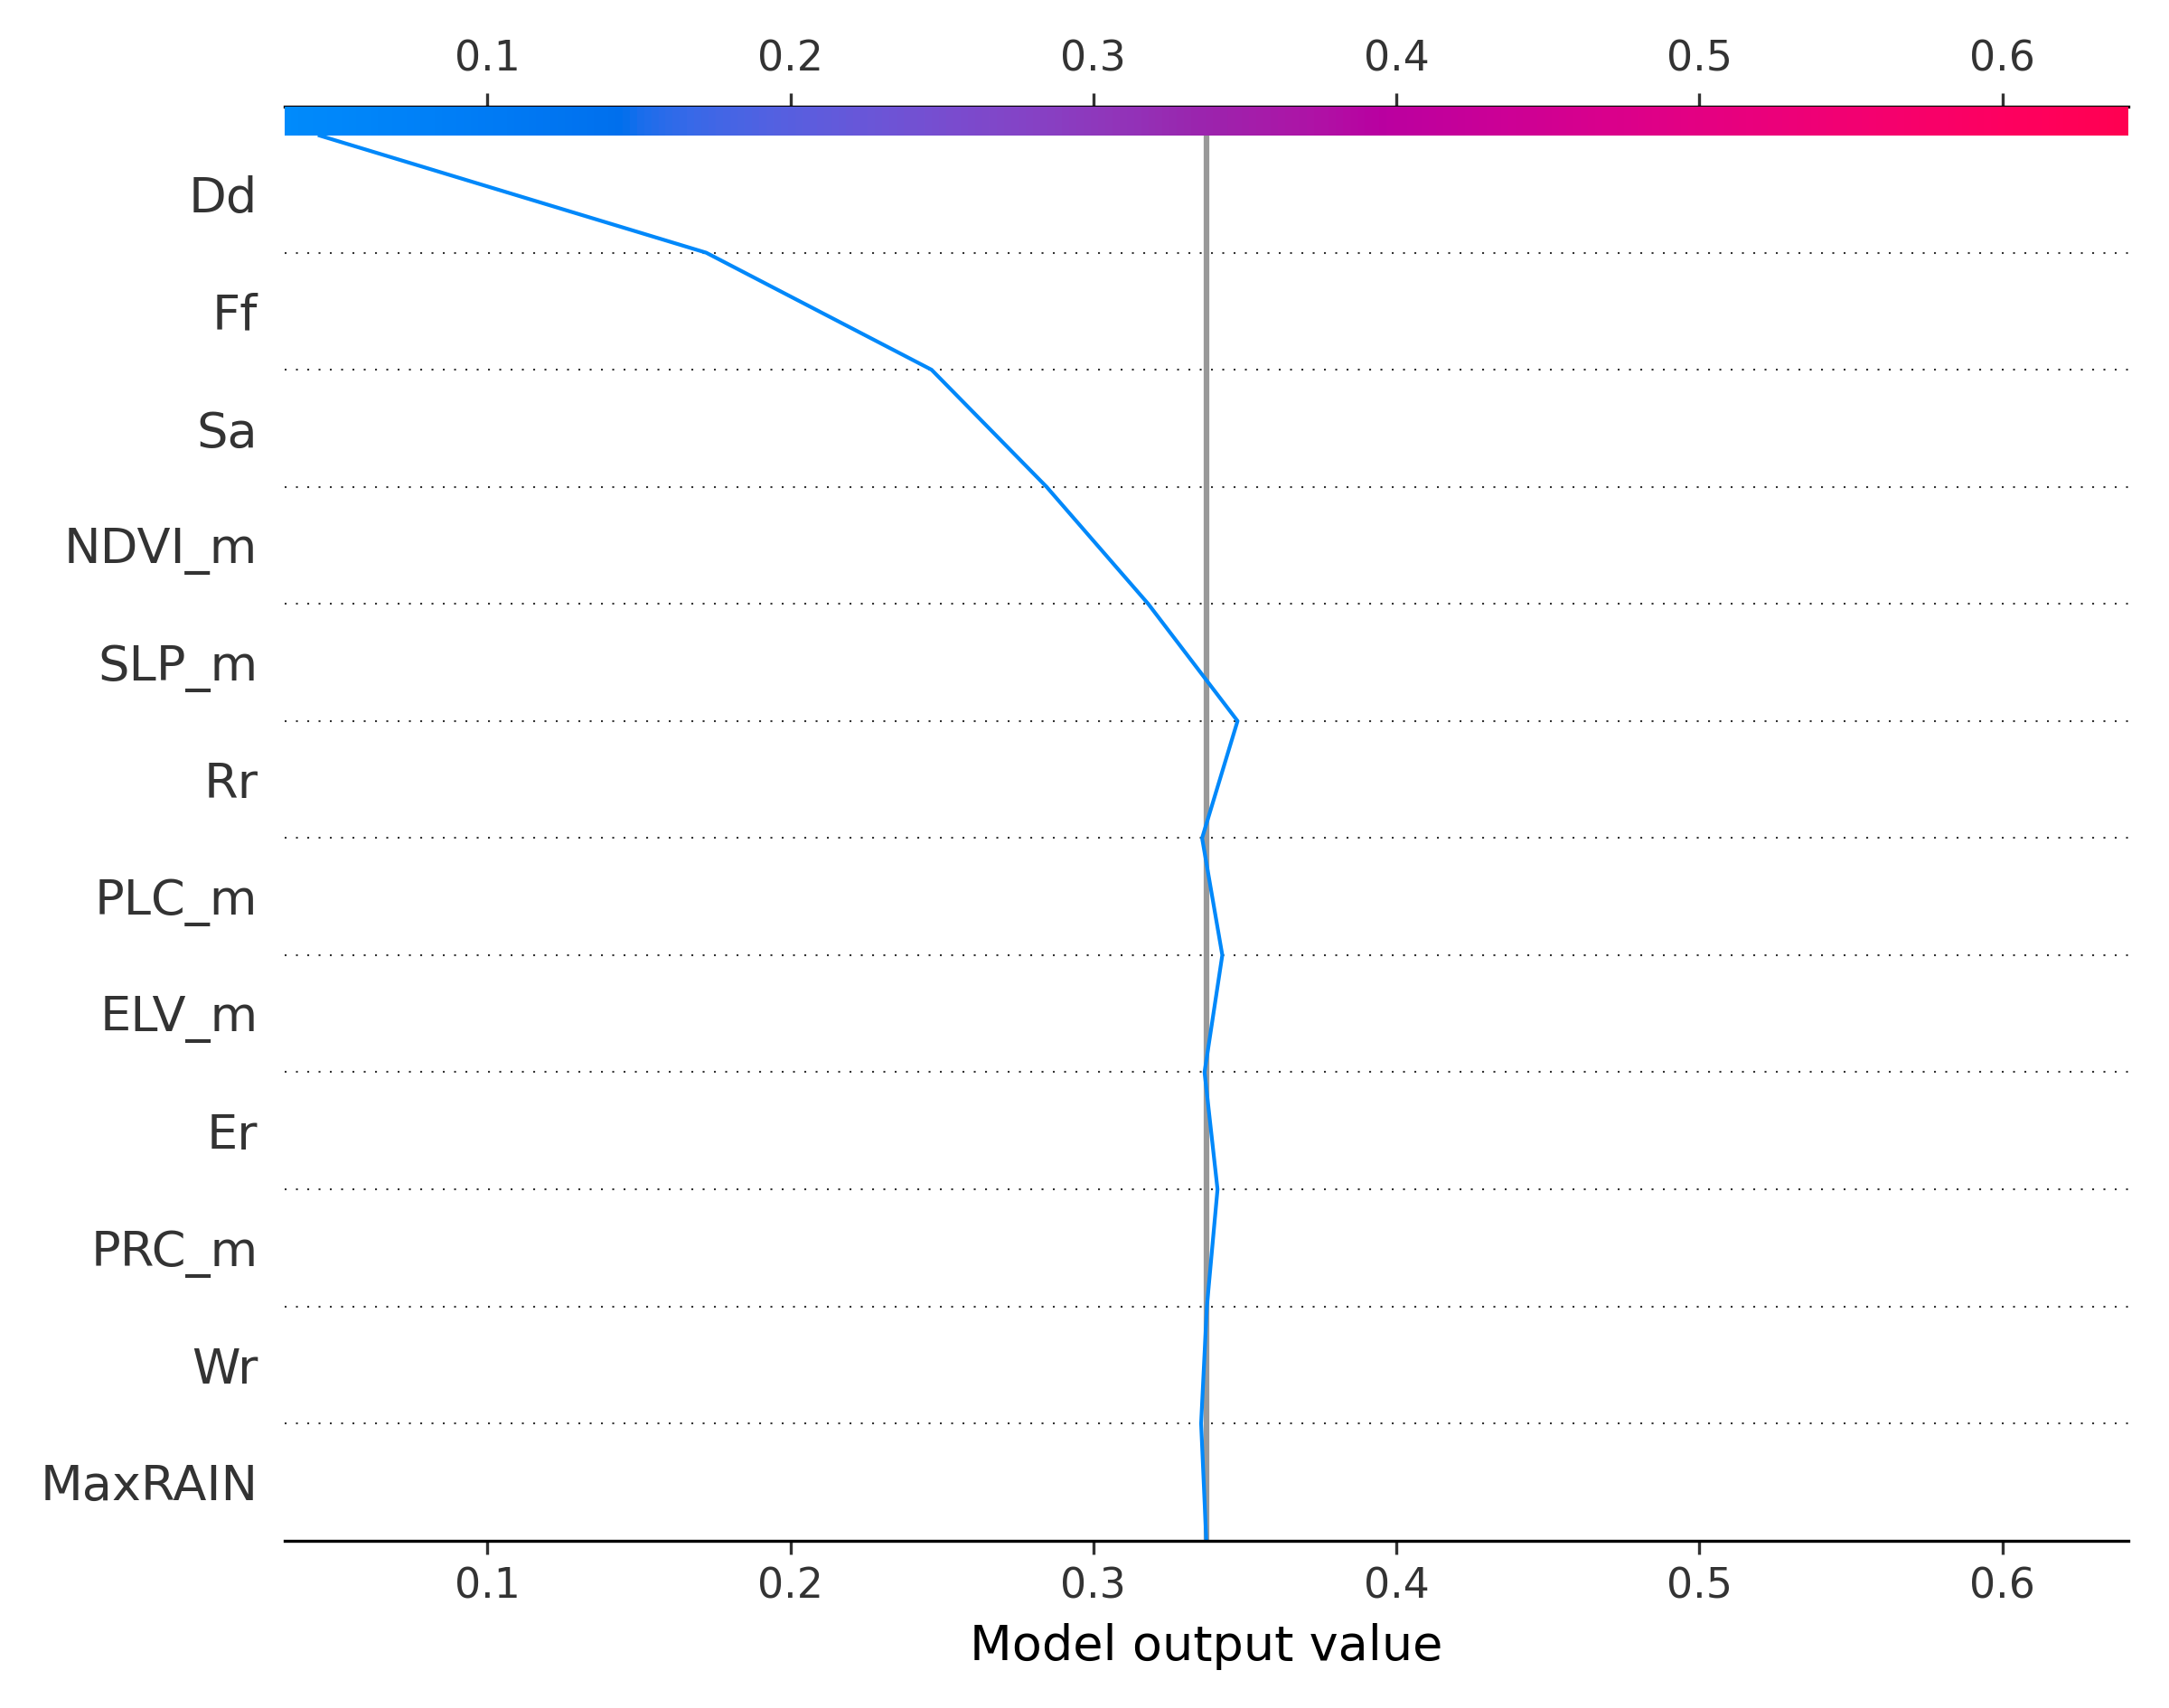 0.1 0.2 0.3 0.4 0.5 0.6
Dd
Ff
Sa
NDVI_m
SLP_m
Rr
PLC_m
ELV_m
Er
PRC_m
Wr
MaxRAIN
0.1 0.2 0.3 0.4 0.5 0.6
Model output value